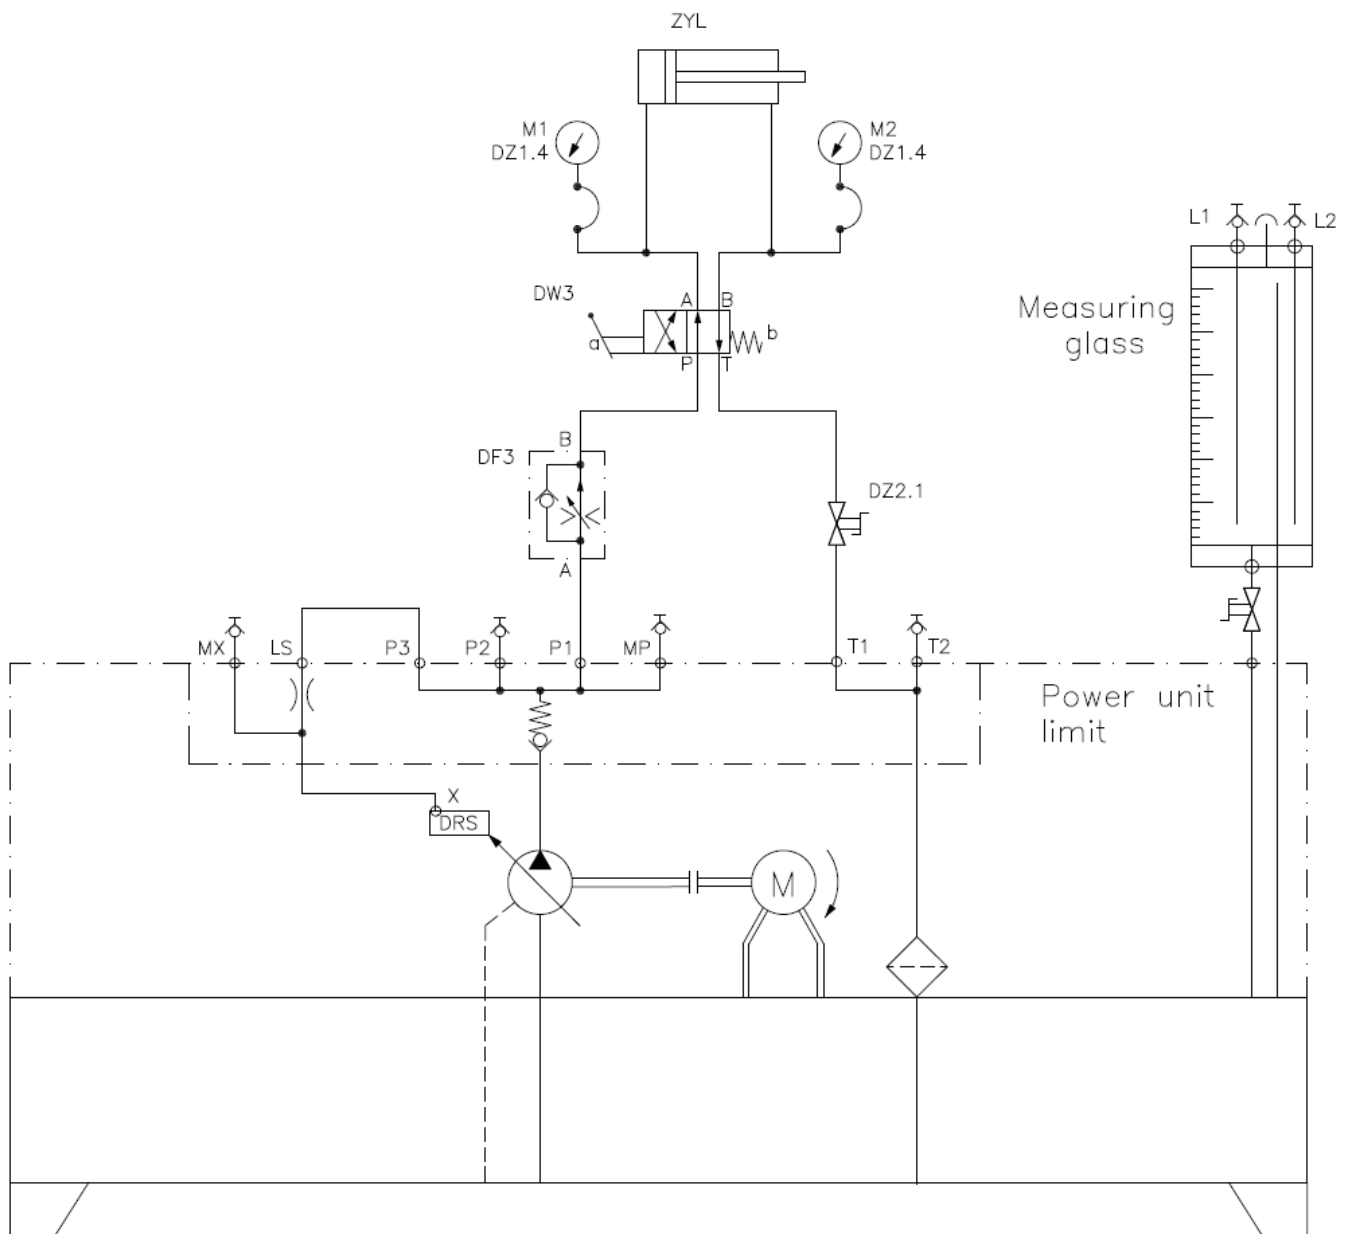 ZYL
M1
DZ1.4
M2
DZ1.4
L1
L2
DW3
A
B
a
b
P
T
Measuring
glass
B
DF3
DZ2.1
A
MX
LS
P3
P2
P1
MP
T1
T2
Power unit
limit
X
DRS
M